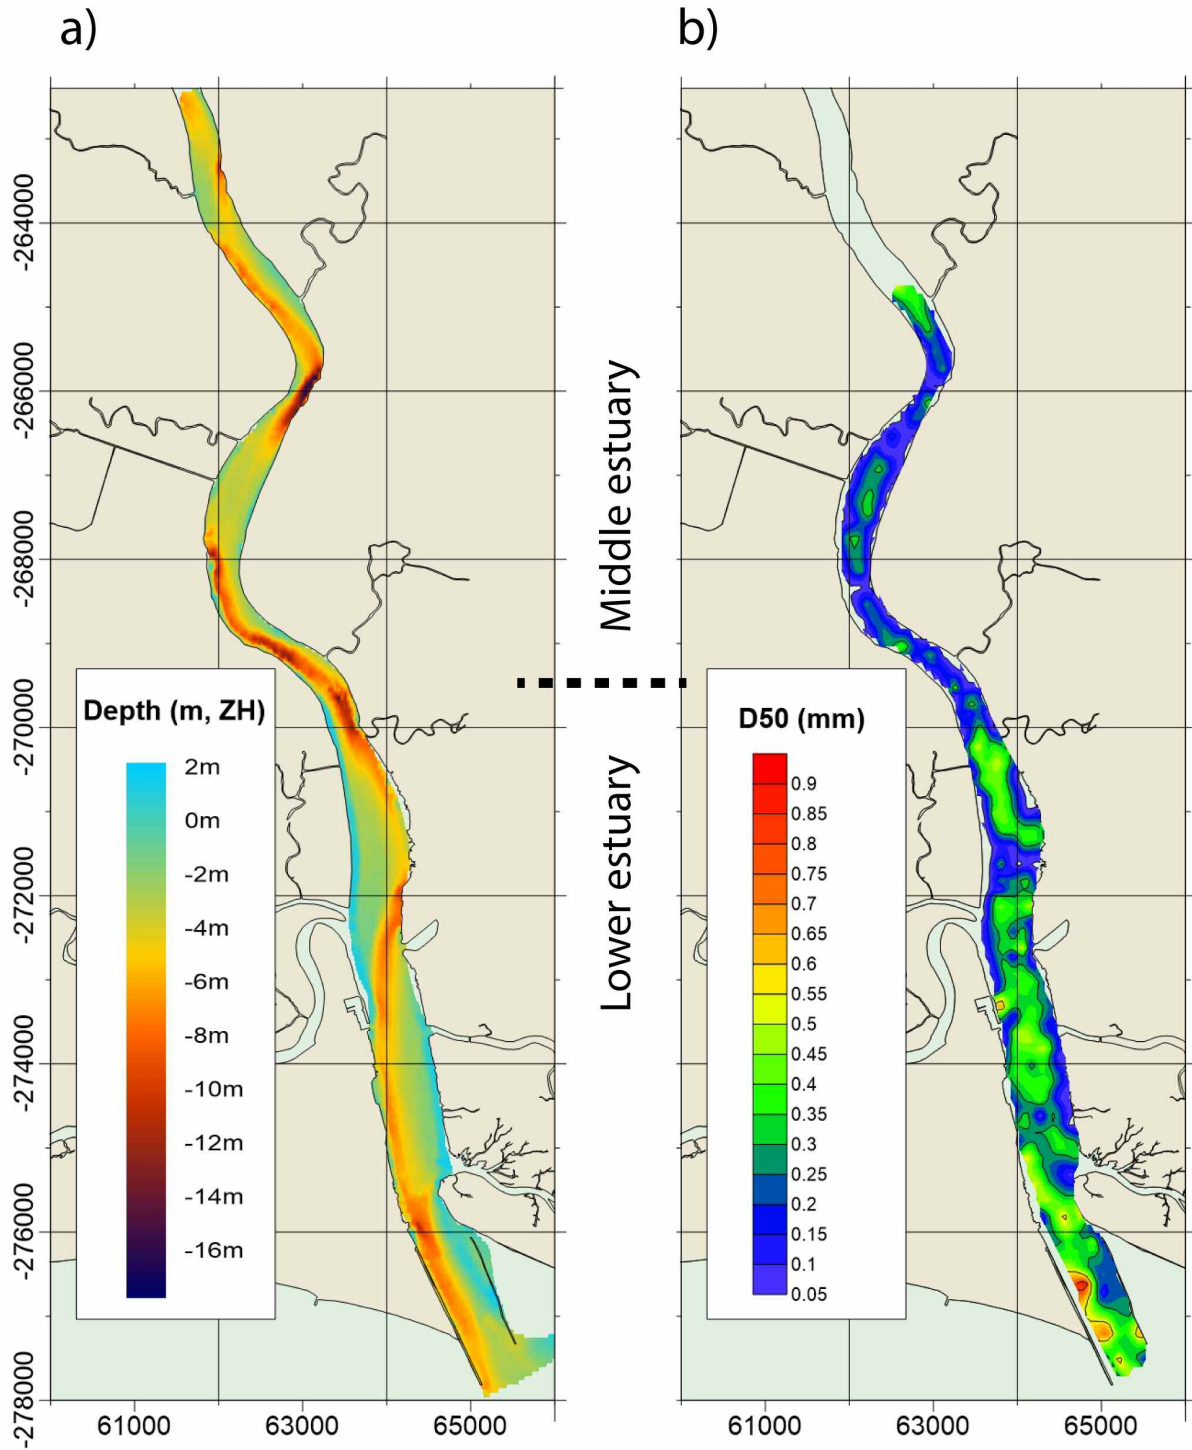 a)
b)
-264000
-266000
-268000
-270000
-272000
-274000
-276000
-278000
Middle estuary
Lower estuary
Depth (m, ZH)
2m
0m
-2m
-4m
-6m
-8m
-10m
-12m
-14m
-16m
D50 (mm)
0.9
0.85
0.8
0.75
0.7
0.65
0.6
0.55
0.5
0.45
0.4
0.35
0.3
0.25
0.2
0.15
0.1
0.05
61000
63000
65000
61000
63000
65000